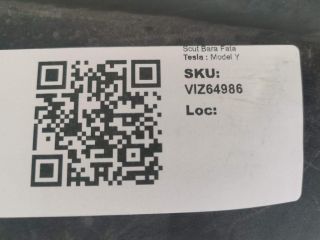 Scut Bara Fata
Tesla : Model Y
SKU:
VIZ64986
Loc: